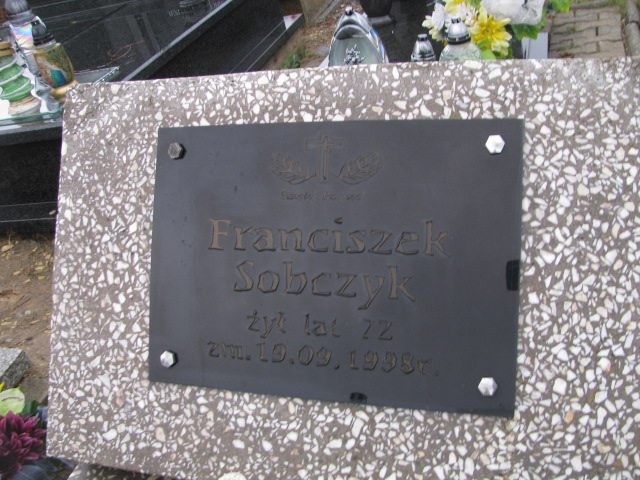 Franciszek
Sobczyk
żył lat 72
zm. 19.09.1998r.